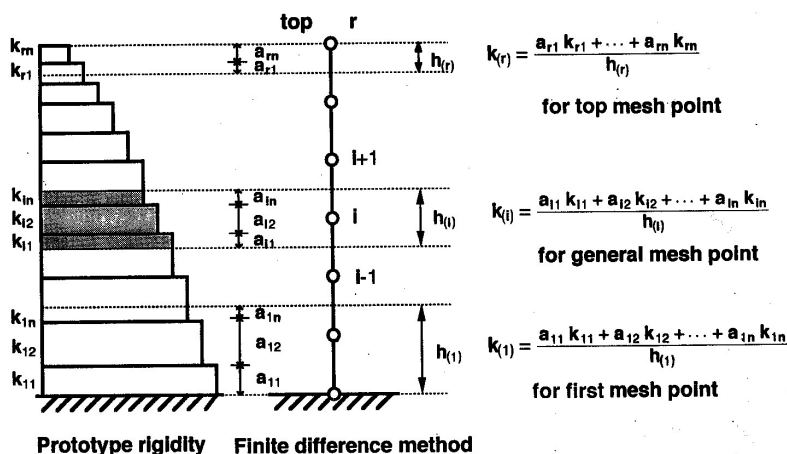 top r
k_rn a_rn
k_r1 a_r1 h_(r)
k_(r) = (a_r1 k_r1 + ··· + a_rn k_rn) / h_(r)
for top mesh point
i+1
k_in a_in
k_i2 a_i2 i h_(i)
k_i1 a_i1
k_(i) = (a_i1 k_i1 + a_i2 k_i2 + ··· + a_in k_in) / h_(i)
for general mesh point
i-1
k_1n a_1n
k_12 a_12 h_(1)
k_11 a_11
k_(1) = (a_11 k_11 + a_12 k_12 + ··· + a_1n k_1n) / h_(1)
for first mesh point
Prototype rigidity Finite difference method